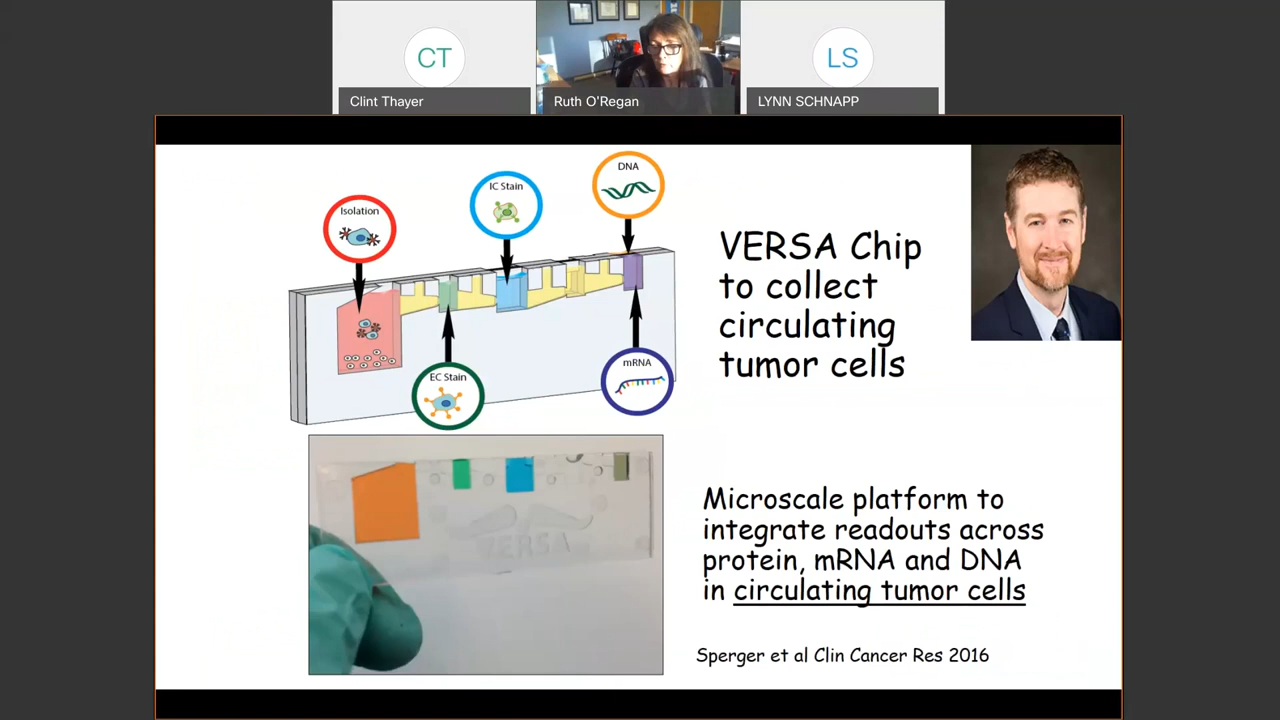 CT
LS
Clint Thayer
Ruth O'Regan
LYNN SCHNAPP
Isolation
IC Stain
DNA
EC Stain
mRNA
VERSA Chip
to collect
circulating
tumor cells
VERSA
Microscale platform to
integrate readouts across
protein, mRNA and DNA
in circulating tumor cells
Sperger et al Clin Cancer Res 2016